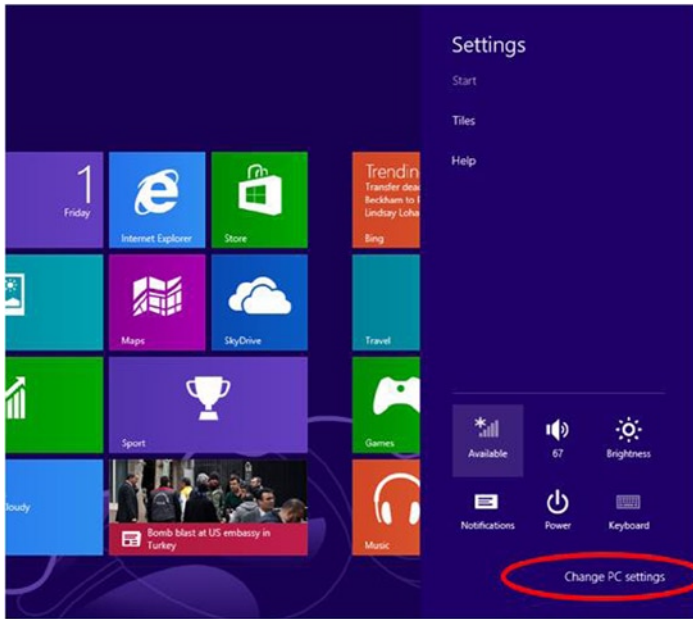 Settings
Start
Tiles
Help
1
Friday
Internet Explorer
Store
Trendin
Transfer dea
Beckham to
Lindsay Loha
Bing
Maps
SkyDrive
Travel
Sport
Games
loudy
Bomb blast at US embassy in
Turkey
Music
Available
67
Brightness
Notifications
Power
Keyboard
Change PC settings